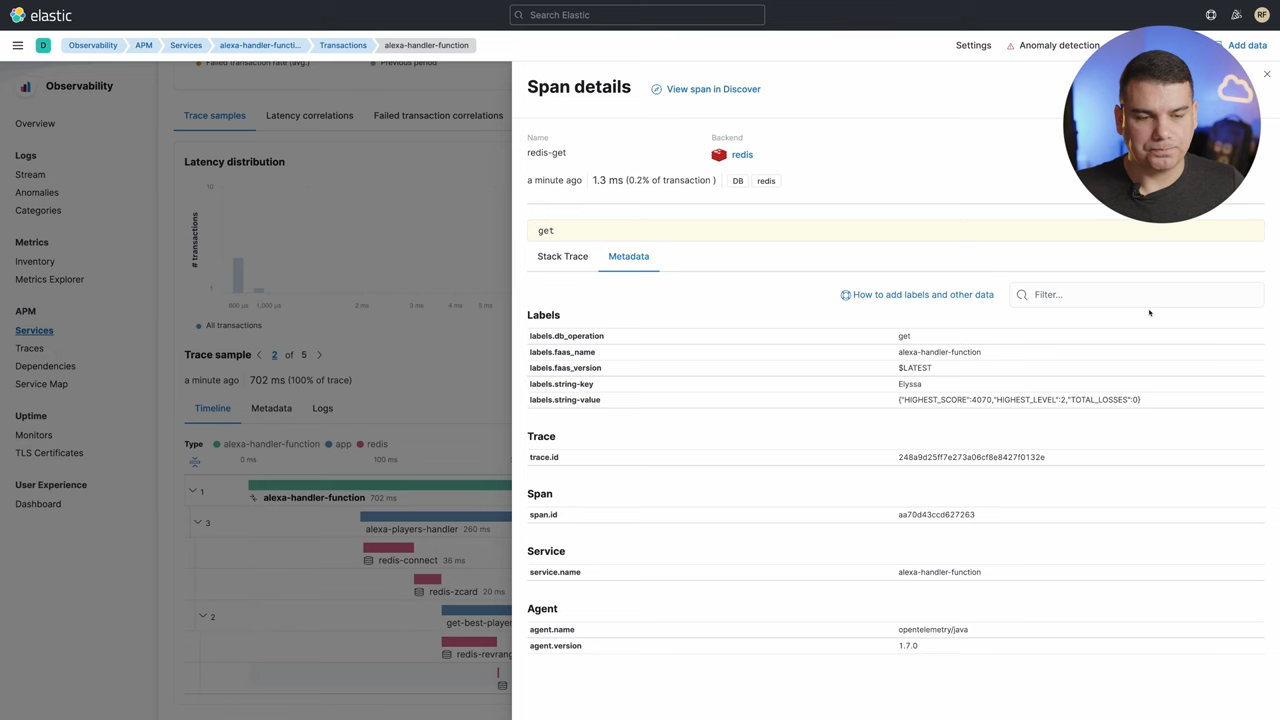 elastic
Search Elastic
RF
D
Observability
APM
Services
alexa-handler-functi...
Transactions
alexa-handler-function
Settings
Anomaly detection
Add data
Observability
Overview
Logs
Stream
Anomalies
Categories
Metrics
Inventory
Metrics Explorer
APM
Services
Traces
Dependencies
Service Map
Uptime
Monitors
TLS Certificates
User Experience
Dashboard
Failed transaction rate (avg.)
Previous period
Trace samples
Latency correlations
Failed transaction correlations
Latency distribution
# transactions
10
1
800 µs
1,000 µs
2 ms
3 ms
4 ms
5 ms
All transactions
Trace sample
2 of 5
a minute ago
702 ms (100% of trace)
Timeline
Metadata
Logs
Type
alexa-handler-function
app
redis
0 ms
100 ms
1
alexa-handler-function 702 ms
3
alexa-players-handler 260 ms
redis-connect 36 ms
redis-zcard 20 ms
2
get-best-player
redis-revrang
Span details
View span in Discover
Name
redis-get
Backend
redis
a minute ago
1.3 ms (0.2% of transaction )
DB
redis
get
Stack Trace
Metadata
How to add labels and other data
Filter...
Labels
labels.db_operation get
labels.faas_name alexa-handler-function
labels.faas_version $LATEST
labels.string-key Elyssa
labels.string-value {"HIGHEST_SCORE":4070,"HIGHEST_LEVEL":2,"TOTAL_LOSSES":0}
Trace
trace.id 248a9d25ff7e273a06cf8e8427f0132e
Span
span.id aa70d43ccd627263
Service
service.name alexa-handler-function
Agent
agent.name opentelemetry/java
agent.version 1.7.0